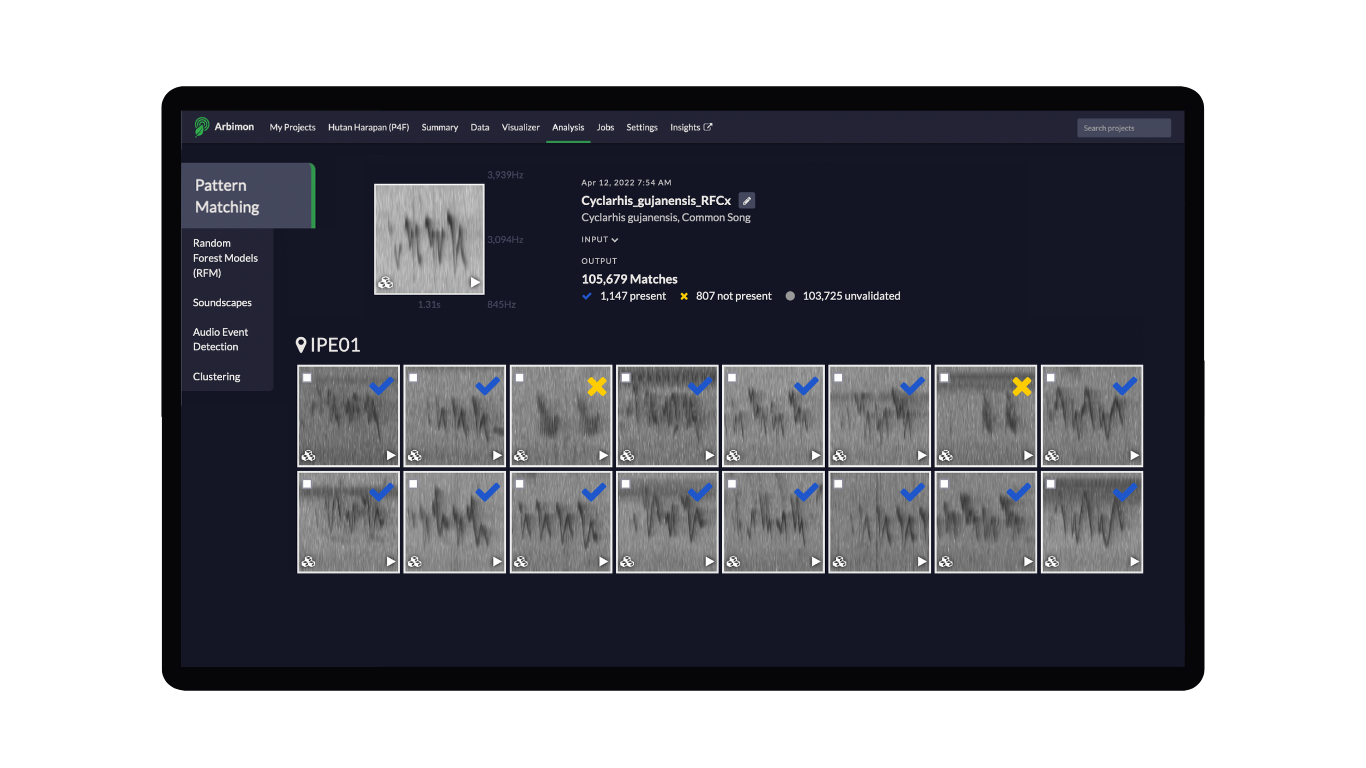 Arbimon My Projects Hutan Harapan (P4F) Summary Data Visualizer Analysis Jobs Settings Insights Search projects
Pattern
Matching
Random
Forest Models
(RFM)
Soundscapes
Audio Event
Detection
Clustering
3,939Hz
3,094Hz
845Hz
1.31s
Apr 12, 2022 7:54 AM
Cyclarhis_gujanensis_RFCx
Cyclarhis gujanensis, Common Song
INPUT
OUTPUT
105,679 Matches
1,147 present 807 not present 103,725 unvalidated
IPE01